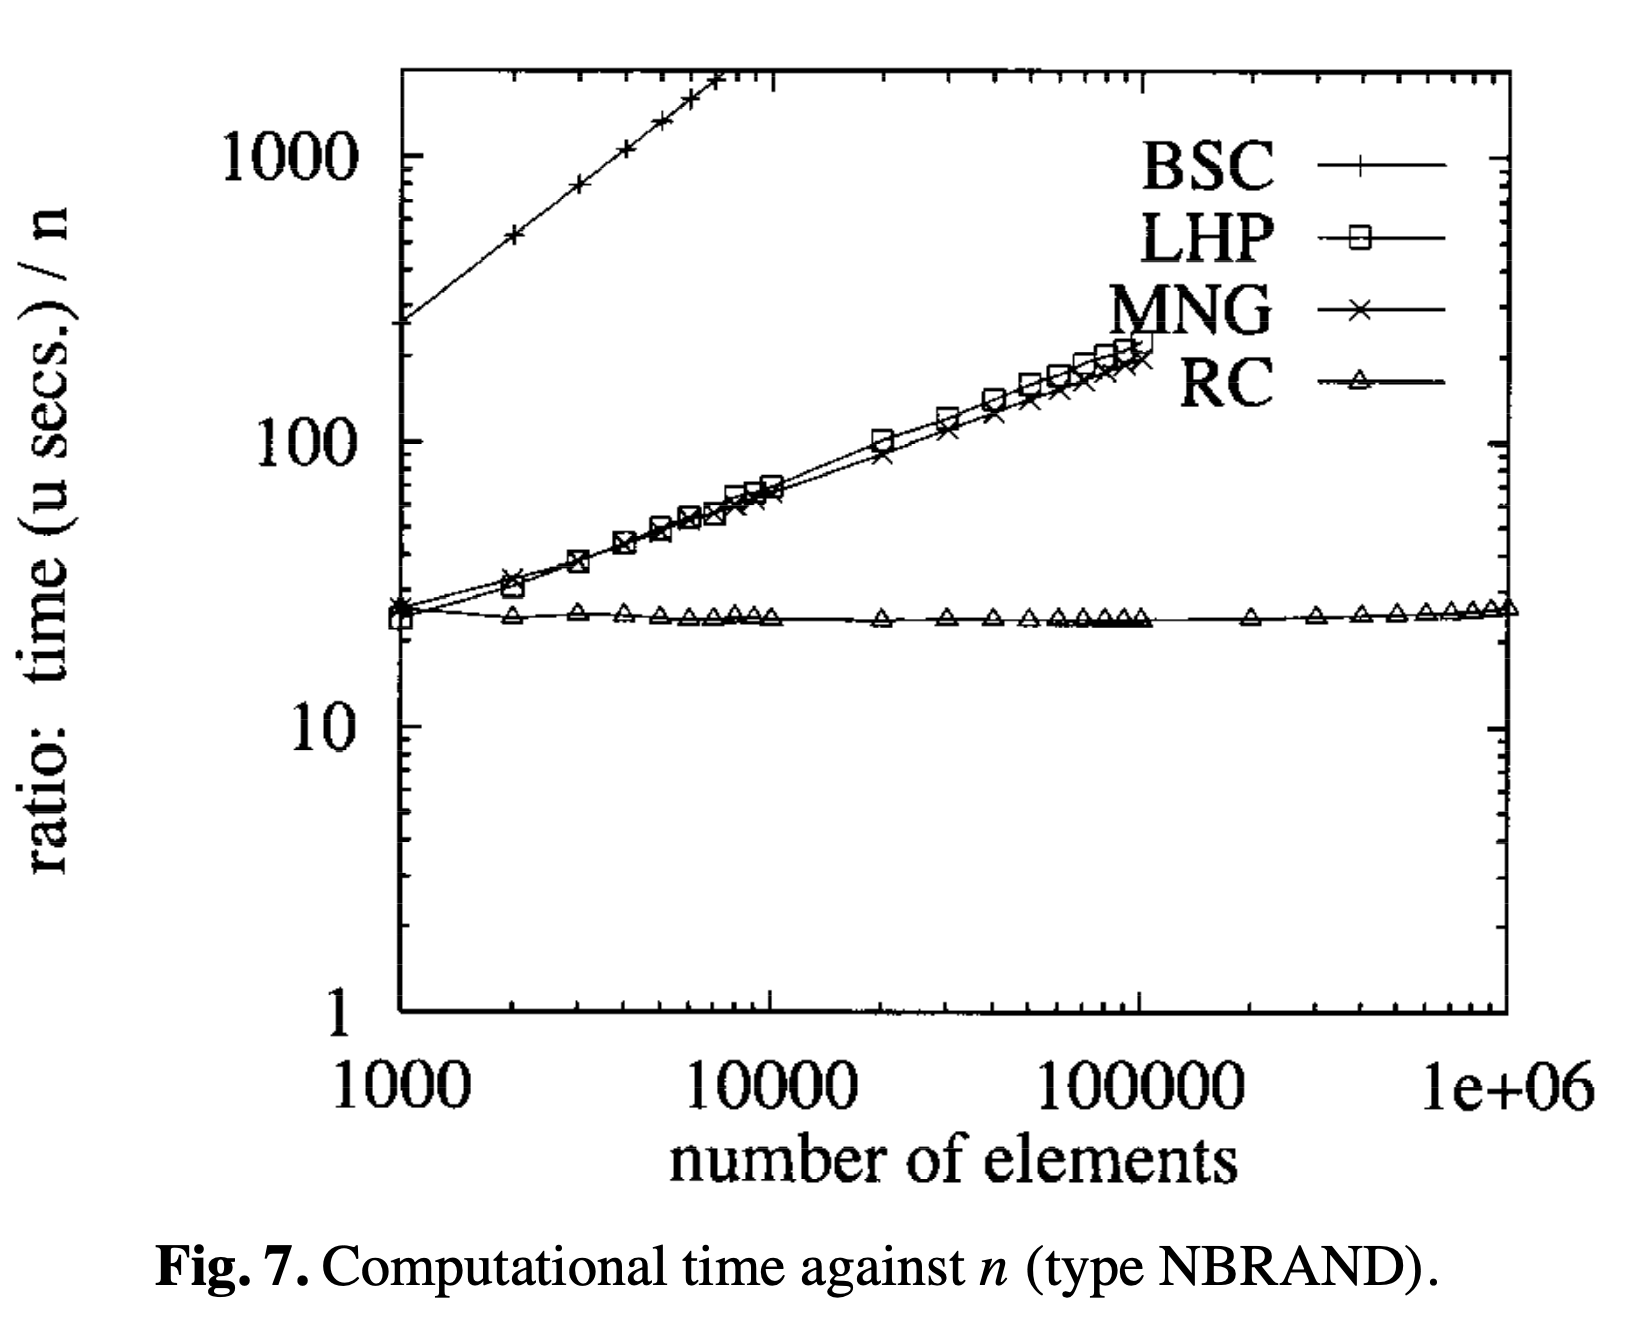 1000
100
10
1
ratio: time (u secs.) / n
BSC
LHP
MNG
RC
1000 10000 100000 1e+06
number of elements
Fig. 7. Computational time against n (type NBRAND).